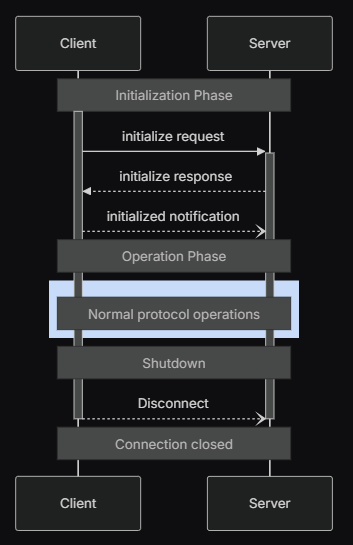 Client
Server
Initialization Phase
initialize request
initialize response
initialized notification
Operation Phase
Normal protocol operations
Shutdown
Disconnect
Connection closed
Client
Server